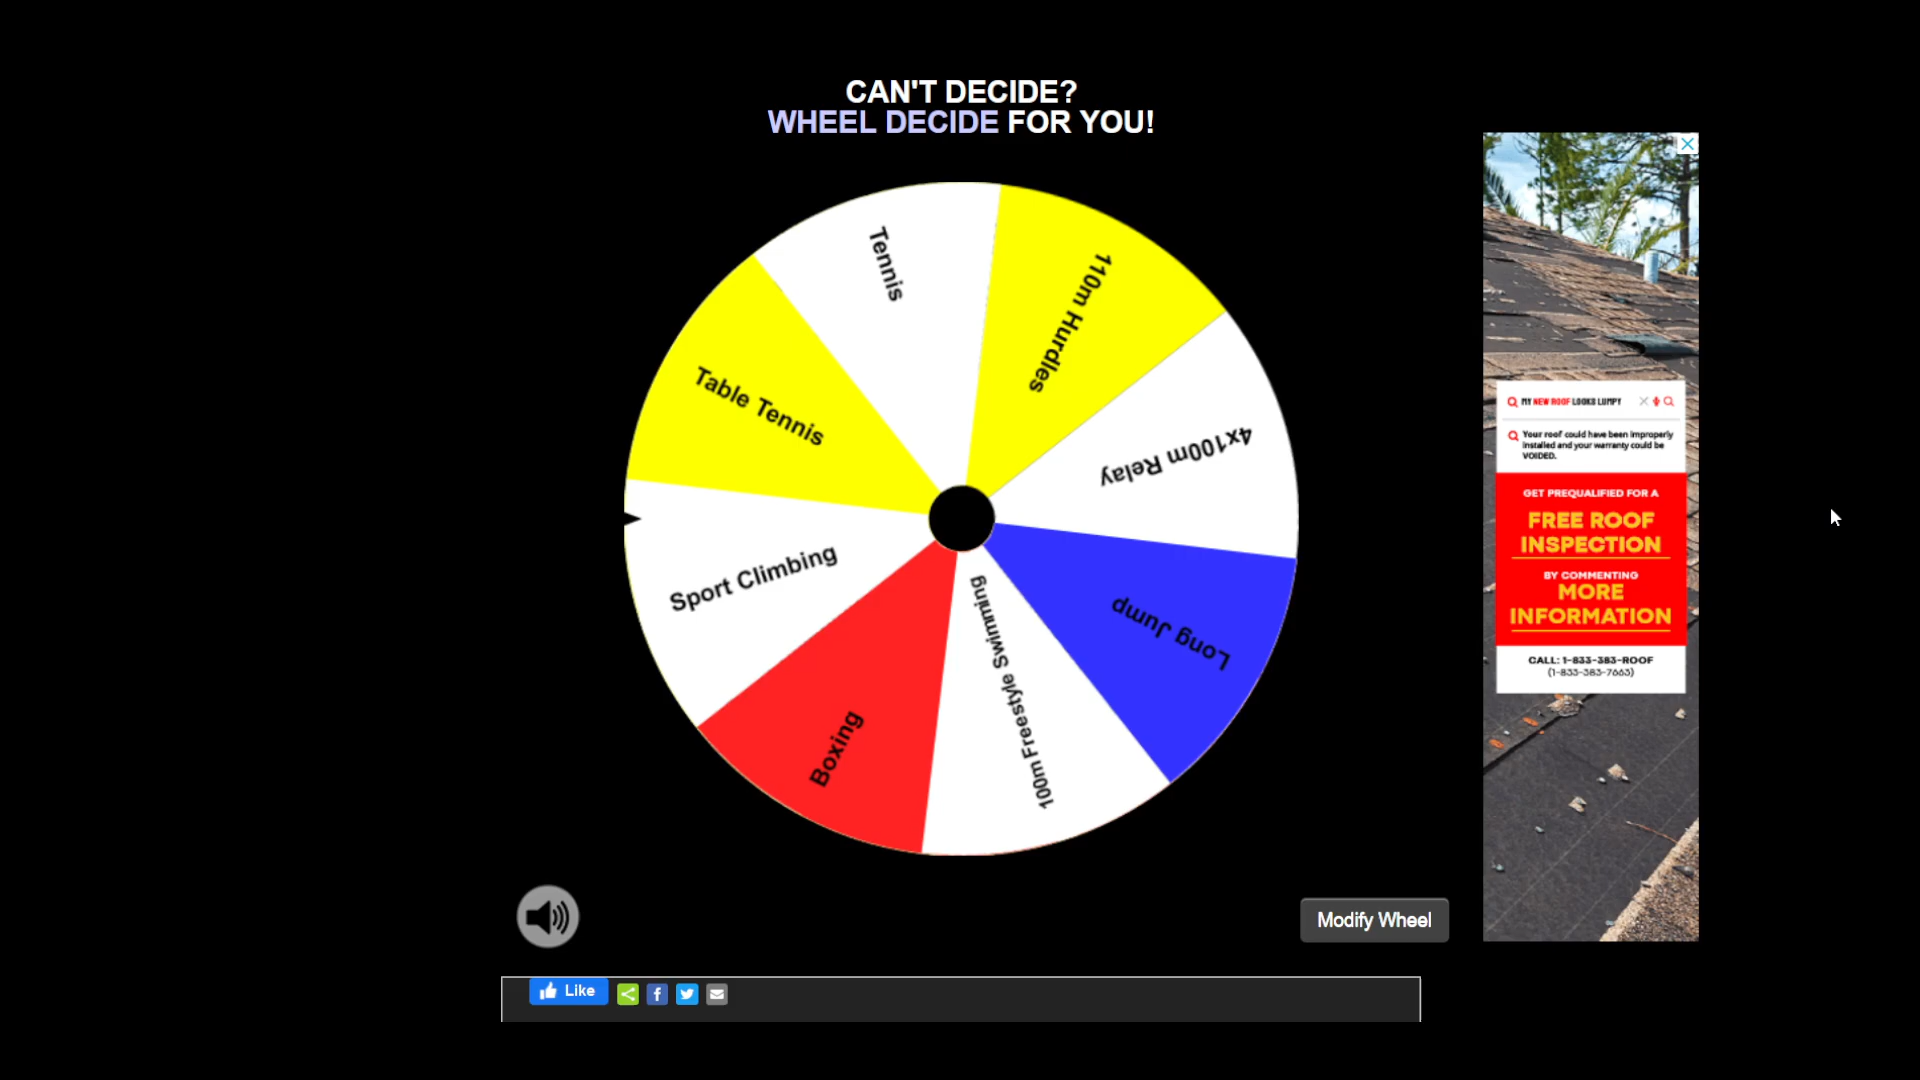 CAN'T DECIDE?
WHEEL DECIDE FOR YOU!
Tennis
110m Hurdles
Table Tennis
4x100m Relay
Sport Climbing
Long Jump
100m Freestyle Swimming
Boxing
MY NEW ROOF LOOKS LUMPY
Your roof could have been improperly
installed and your warranty could be
VOIDED.
GET PREQUALIFIED FOR A
FREE ROOF
INSPECTION
BY COMMENTING
MORE
INFORMATION
CALL: 1-833-383-ROOF
(1-833-383-7663)
Modify Wheel
Like